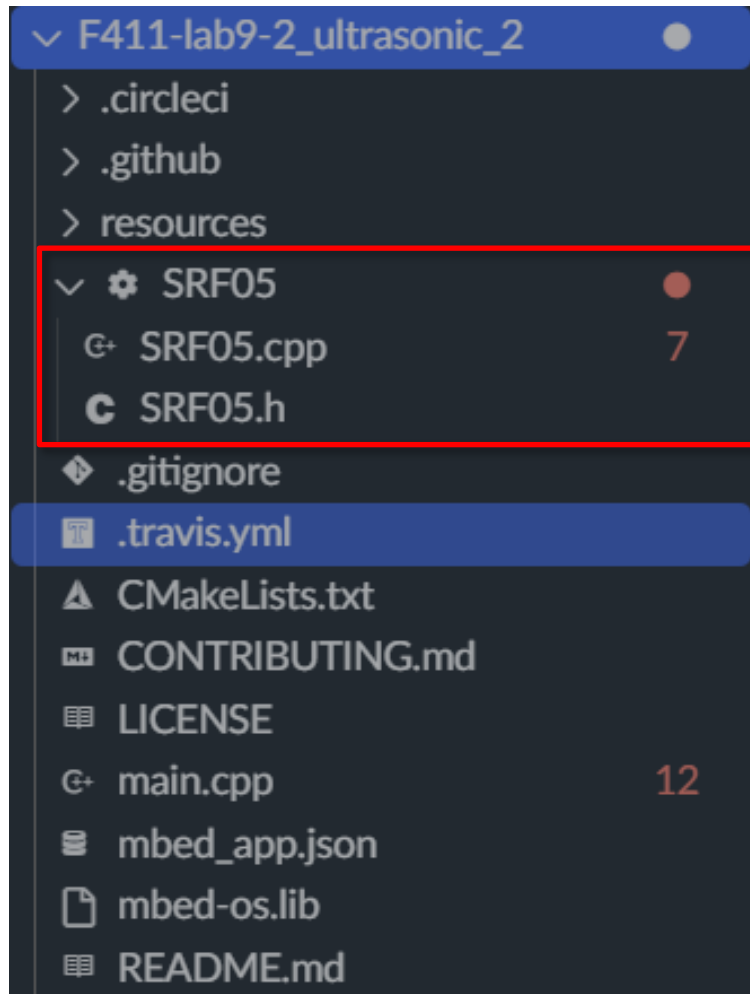 F411-lab9-2_ultrasonic_2
.circleci
.github
resources
SRF05
SRF05.cpp 7
SRF05.h
.gitignore
.travis.yml
CMakeLists.txt
CONTRIBUTING.md
LICENSE
main.cpp 12
mbed_app.json
mbed-os.lib
README.md